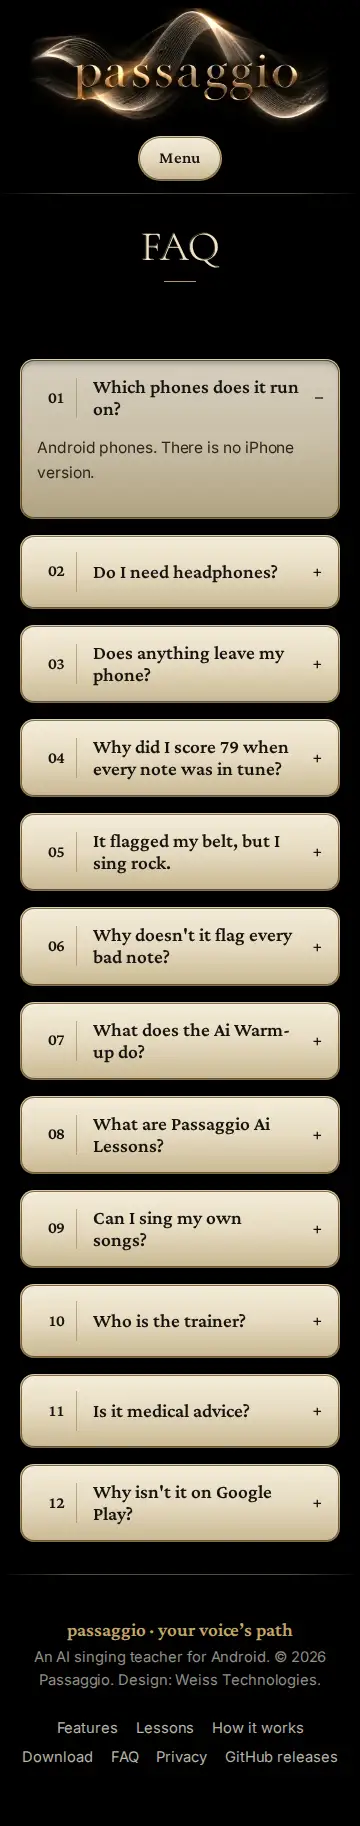 passaggio
Menu
FAQ
01
Which phones does it run
on?
–
Android phones. There is no iPhone
version.
02
Do I need headphones?
+
03
Does anything leave my
phone?
+
04
Why did I score 79 when
every note was in tune?
+
05
It flagged my belt, but I
sing rock.
+
06
Why doesn't it flag every
bad note?
+
07
What does the Ai Warm-
up do?
+
08
What are Passaggio Ai
Lessons?
+
09
Can I sing my own
songs?
+
10
Who is the trainer?
+
11
Is it medical advice?
+
12
Why isn't it on Google
Play?
+
passaggio · your voice’s path
An AI singing teacher for Android. © 2026
Passaggio. Design: Weiss Technologies.
Features Lessons How it works
Download FAQ Privacy GitHub releases